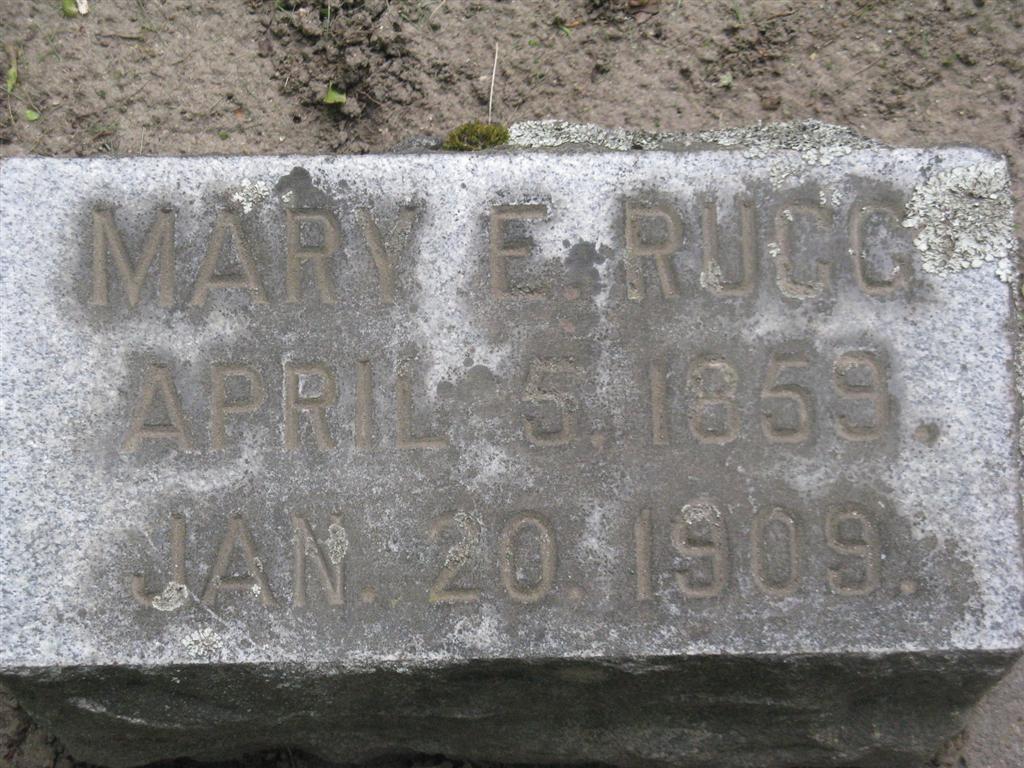 MARY E. RUGG
APRIL 5, 1859.
JAN. 20. 1909.